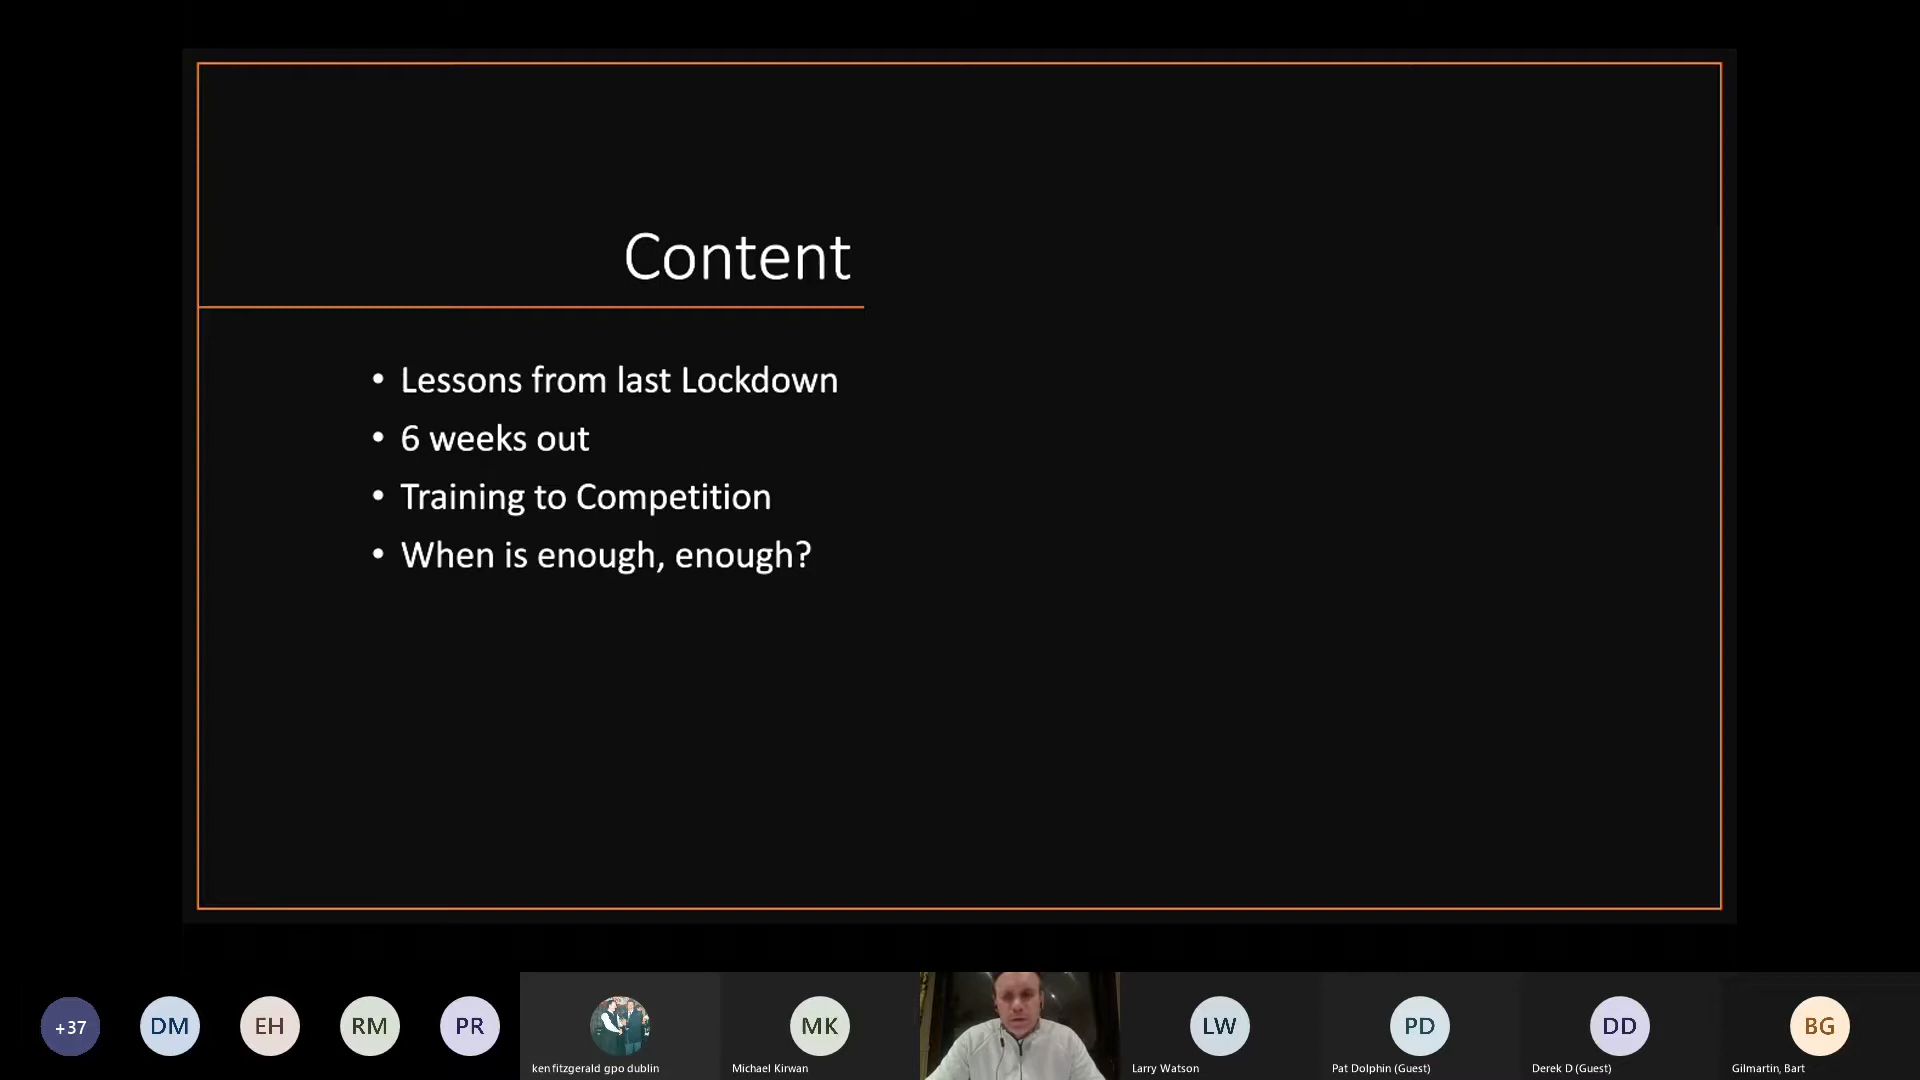 Content
• Lessons from last Lockdown
• 6 weeks out
• Training to Competition
• When is enough, enough?
+37
DM
EH
RM
PR
ken fitzgerald gpo dublin
MK
Michael Kirwan
LW
Larry Watson
PD
Pat Dolphin (Guest)
DD
Derek D (Guest)
BG
Gilmartin, Bart